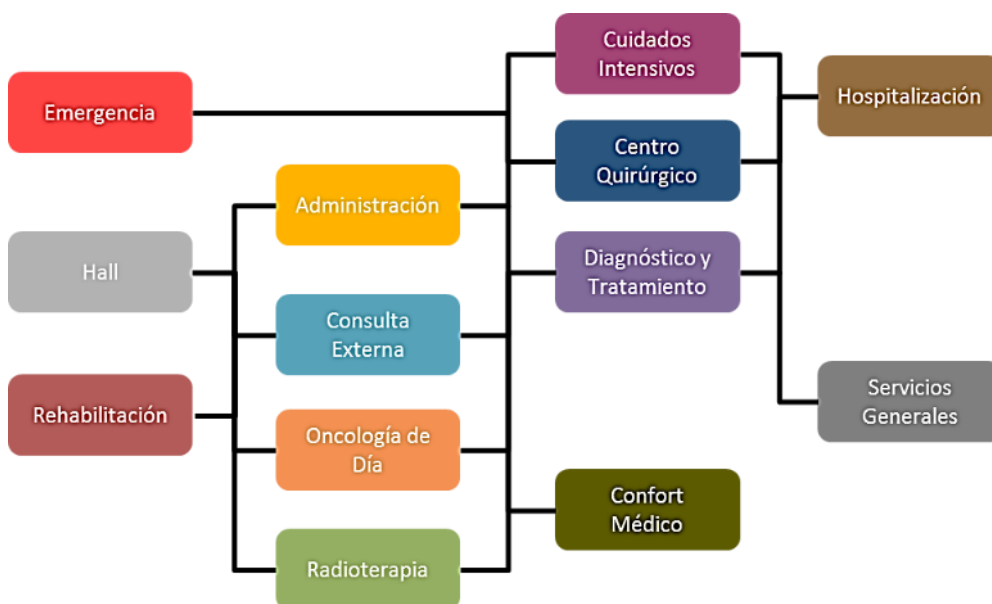 Emergencia
Hall
Rehabilitación
Administración
Consulta
Externa
Oncología de
Día
Radioterapia
Cuidados
Intensivos
Centro
Quirúrgico
Diagnóstico y
Tratamiento
Confort
Médico
Hospitalización
Servicios
Generales